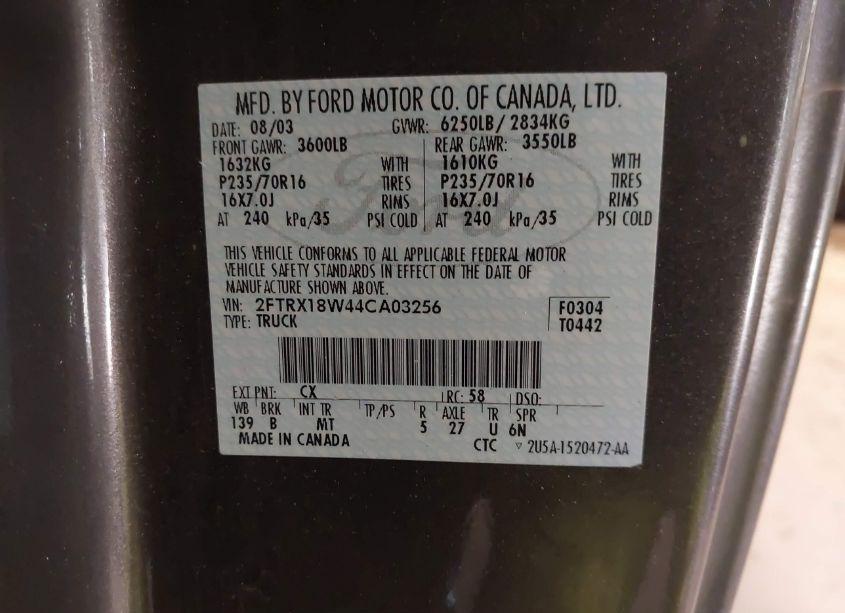 MFD. BY FORD MOTOR CO. OF CANADA, LTD.
DATE: 08/03 GVWR: 6250LB/ 2834KG
FRONT GAWR: 3600LB REAR GAWR: 3550LB
1632KG WITH 1610KG WITH
P235/70R16 TIRES P235/70R16 TIRES
16X7.0J RIMS 16X7.0J RIMS
AT 240 kPa/35 PSI COLD AT 240 kPa/35 PSI COLD
Ford
THIS VEHICLE CONFORMS TO ALL APPLICABLE FEDERAL MOTOR
VEHICLE SAFETY STANDARDS IN EFFECT ON THE DATE OF
MANUFACTURE SHOWN ABOVE.
VIN: 2FTRX18W44CA03256 F0304
TYPE: TRUCK T0442
EXT PNT: CX RC: 58 DSO:
WB BRK INT TR TP/PS R AXLE TR SPR
139 B MT 5 27 U 6N
MADE IN CANADA CTC ▿ 2U5A-1520472-AA